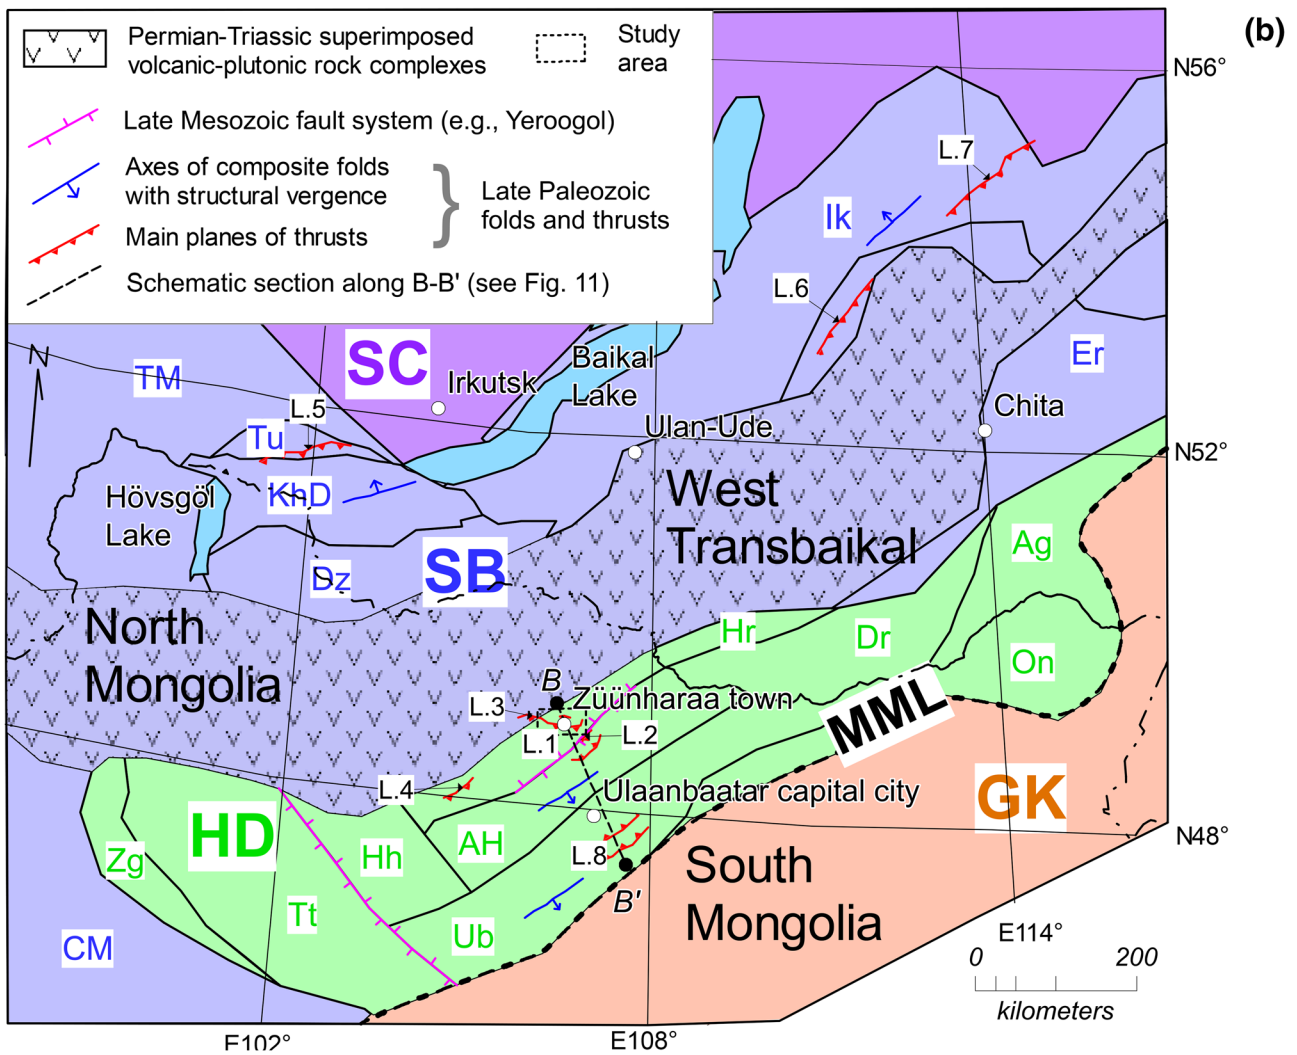 (b)
Permian-Triassic superimposed
volcanic-plutonic rock complexes
Study
area
Late Mesozoic fault system (e.g., Yeroogol)
Axes of composite folds
with structural vergence
Late Paleozoic
folds and thrusts
Main planes of thrusts
Schematic section along B-B' (see Fig. 11)
N56°
L.7
Ik
L.6
N
TM
SC
Irkutsk
Baikal
Lake
Er
L.5
Tu
Ulan-Ude
Chita
N52°
Hövsgöl
Lake
KhD
West
Transbaikal
Ag
SB
Dz
North
Mongolia
Hr
Dr
On
B
Züünharaa town
MML
L.3
L.1
L.2
L.4
Ulaanbaatar capital city
GK
N48°
HD
Zg
Hh
AH
L.8
South
Mongolia
B'
Tt
Ub
CM
E114°
0
200
kilometers
E102°
E108°